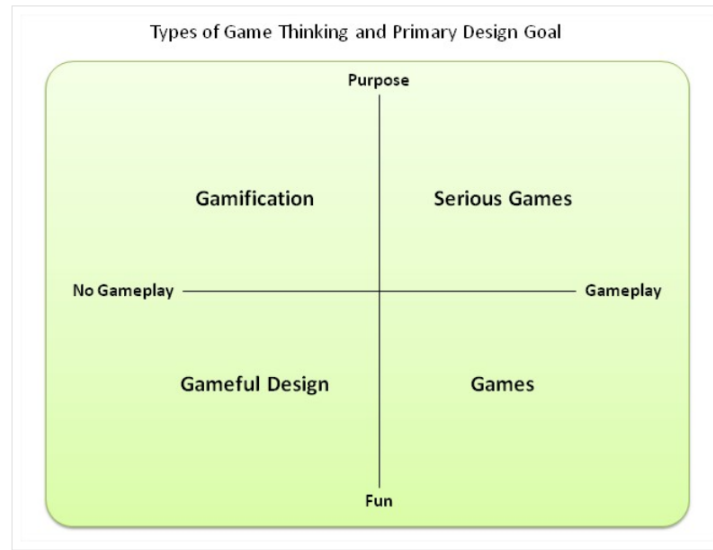 Types of Game Thinking and Primary Design Goal
Purpose
Gamification
Serious Games
No Gameplay
Gameplay
Gameful Design
Games
Fun